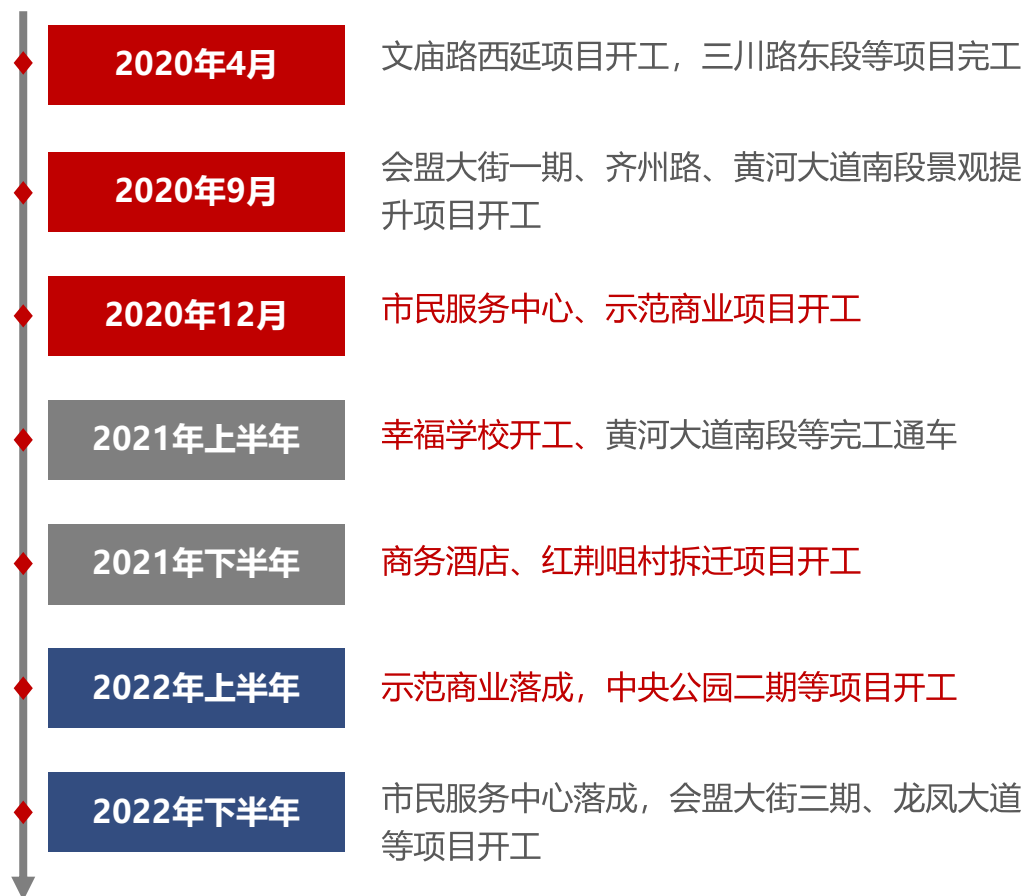 2020年4月
文庙路西延项目开工，三川路东段等项目完工
2020年9月
会盟大街一期、齐州路、黄河大道南段景观提
升项目开工
2020年12月
市民服务中心、示范商业项目开工
2021年上半年
幸福学校开工、黄河大道南段等完工通车
2021年下半年
商务酒店、红荆咀村拆迁项目开工
2022年上半年
示范商业落成，中央公园二期等项目开工
2022年下半年
市民服务中心落成，会盟大街三期、龙凤大道
等项目开工